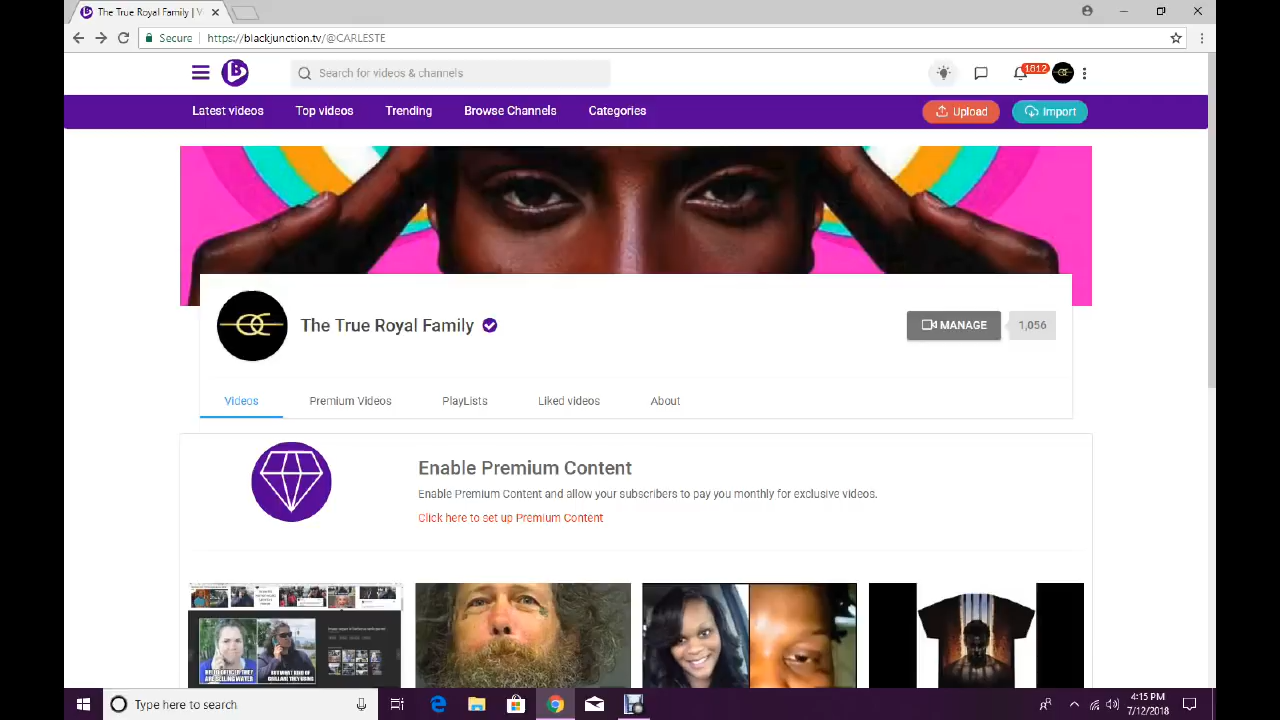 The True Royal Family | V
Secure
https://blackjunction.tv/@CARLESTE
Search for videos & channels
1812
Latest videos
Top videos
Trending
Browse Channels
Categories
Upload
Import
The True Royal Family
MANAGE
1,056
Videos
Premium Videos
PlayLists
Liked videos
About
Enable Premium Content
Enable Premium Content and allow your subscribers to pay you monthly for exclusive videos.
Click here to set up Premium Content
Type here to search
4:15 PM
7/12/2018